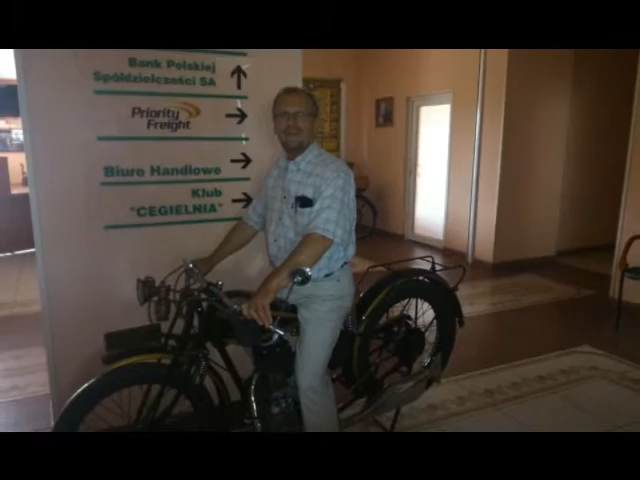 Bank Polskiej
Spółdzielczości SA
Priority
Freight
Biuro Handlowe
Klub
"CEGIELNIA"